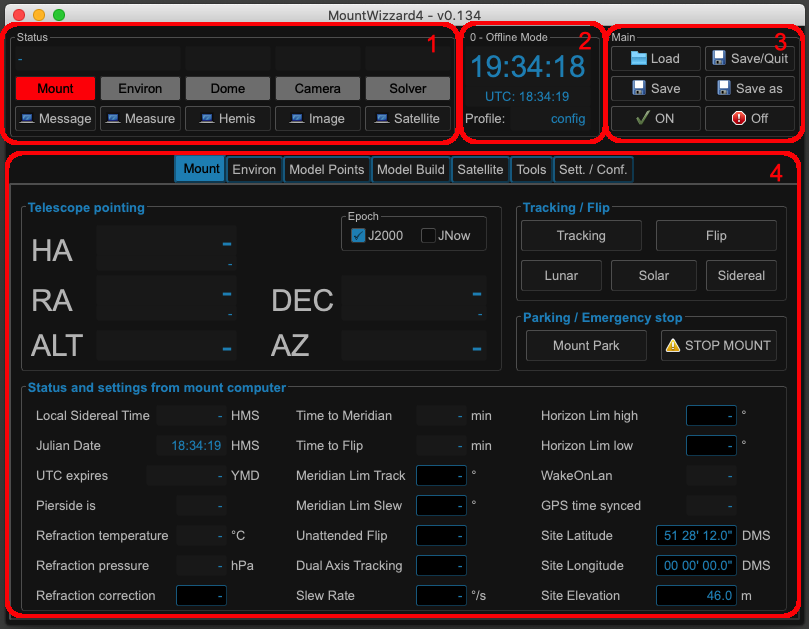 MountWizzard4 - v0.134
Status
1
-
Mount Environ Dome Camera Solver
Message Measure Hemis Image Satellite
0 - Offline Mode
2
19:34:18
UTC: 18:34:19
Profile: config
Main
3
Load Save/Quit
Save Save as
ON Off
4
Mount Environ Model Points Model Build Satellite Tools Sett. / Conf.
Telescope pointing
Epoch
J2000 JNow
HA -
-
RA - DEC -
- -
ALT - AZ -
Tracking / Flip
Tracking Flip
Lunar Solar Sidereal
Parking / Emergency stop
Mount Park STOP MOUNT
Status and settings from mount computer
Local Sidereal Time - HMS Time to Meridian - min Horizon Lim high - °
Julian Date 18:34:19 HMS Time to Flip - min Horizon Lim low - °
UTC expires - YMD Meridian Lim Track - ° WakeOnLan -
Pierside is - Meridian Lim Slew - ° GPS time synced -
Refraction temperature - °C Unattended Flip - Site Latitude 51 28' 12.0" DMS
Refraction pressure - hPa Dual Axis Tracking - Site Longitude 00 00' 00.0" DMS
Refraction correction - Slew Rate - °/s Site Elevation 46.0 m